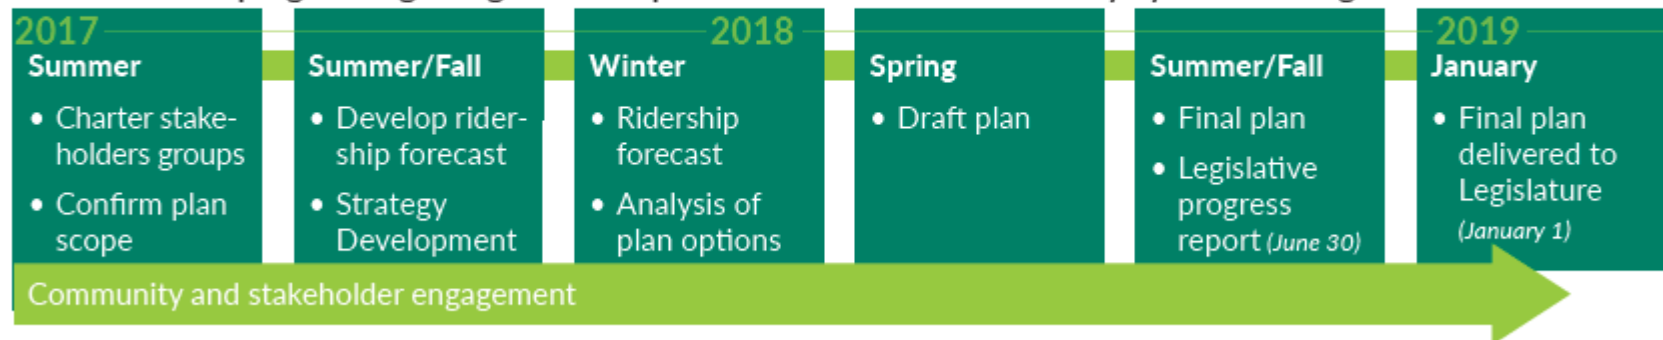 2017
Summer
• Charter stake-
holders groups
• Confirm plan
scope
Summer/Fall
• Develop rider-
ship forecast
• Strategy
Development
2018
Winter
• Ridership
forecast
• Analysis of
plan options
Spring
• Draft plan
Summer/Fall
• Final plan
• Legislative
progress
report (June 30)
2019
January
• Final plan
delivered to
Legislature
(January 1)
Community and stakeholder engagement